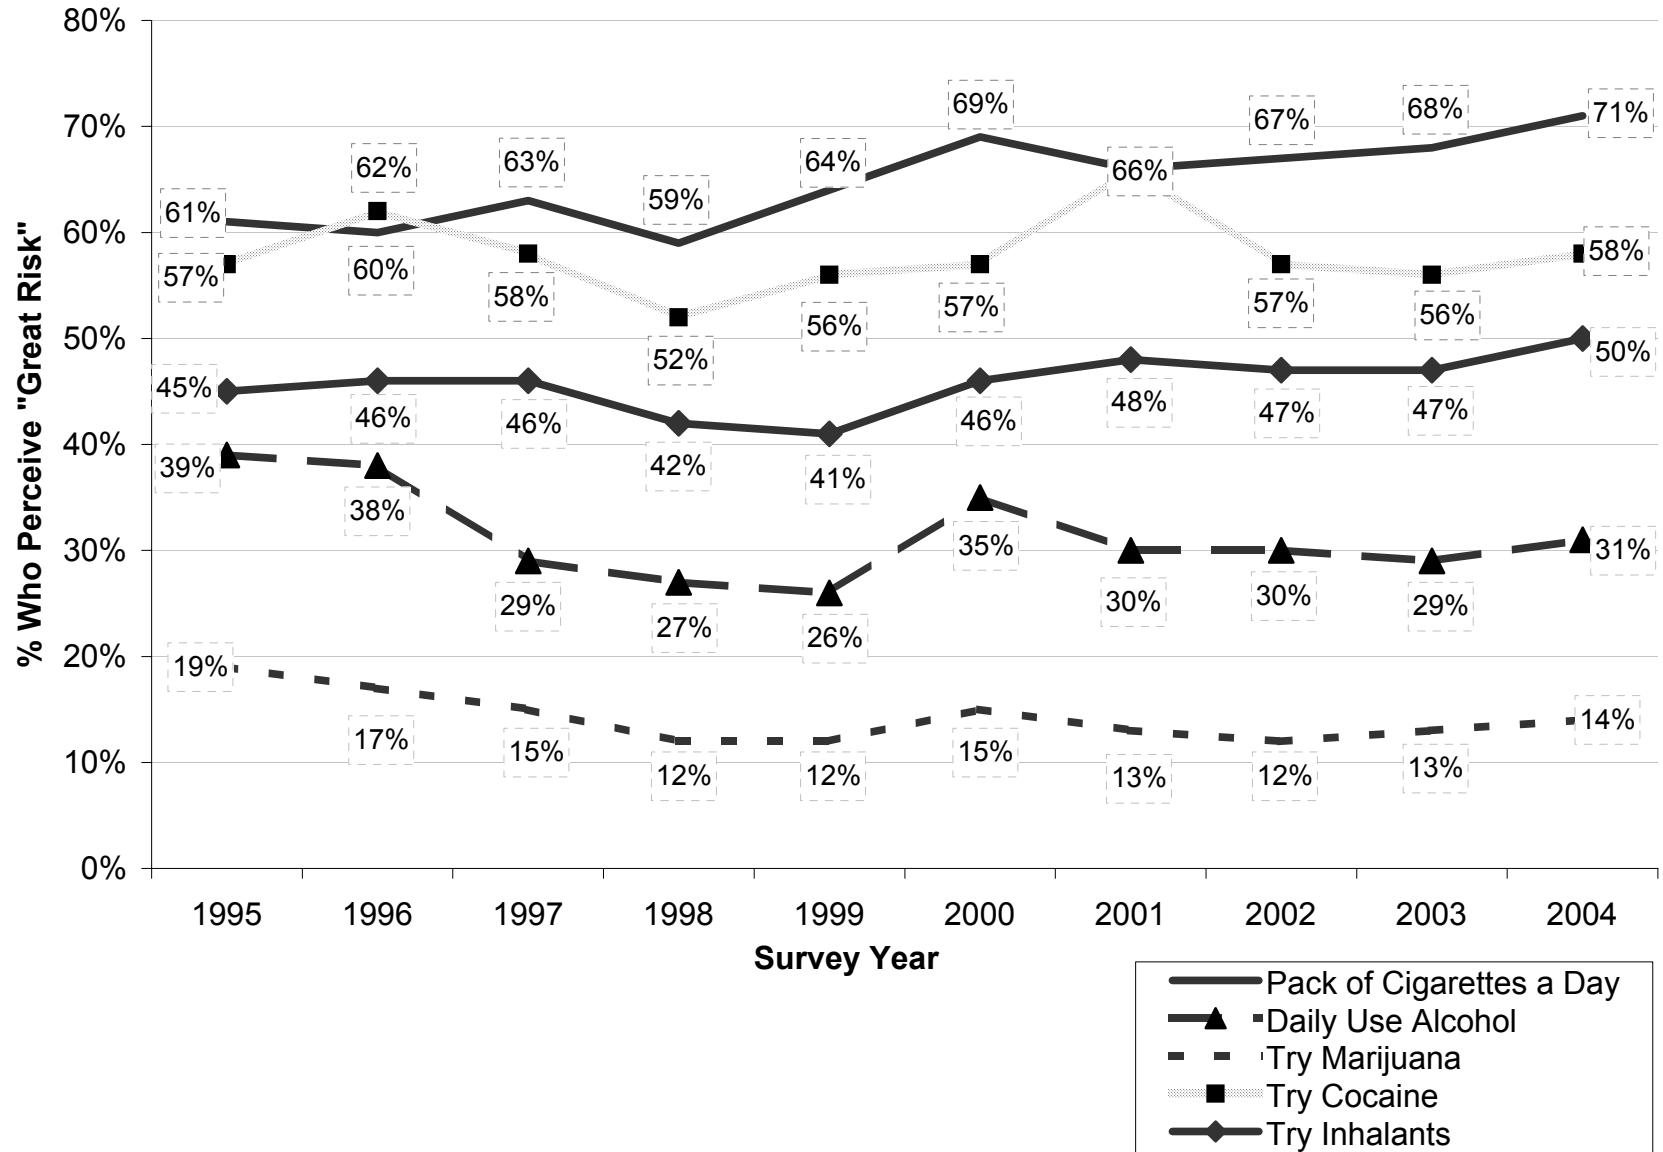 80%
70%
60%
50%
40%
30%
20%
10%
0%
% Who Perceive "Great Risk"
61% 60% 63% 59% 64% 69% 66% 67% 68% 71%
57% 62% 58% 52% 56% 57% 57% 56% 58%
45% 46% 46% 42% 41% 46% 48% 47% 47% 50%
39% 38% 29% 27% 26% 35% 30% 30% 29% 31%
19% 17% 15% 12% 12% 15% 13% 12% 13% 14%
1995 1996 1997 1998 1999 2000 2001 2002 2003 2004
Survey Year
Pack of Cigarettes a Day
Daily Use Alcohol
Try Marijuana
Try Cocaine
Try Inhalants